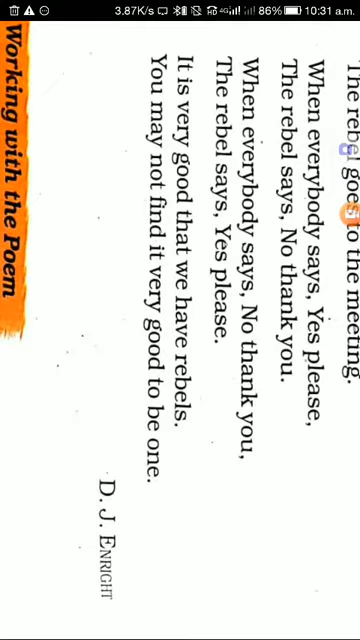 3.87K/s 4G 86% 10:31 a.m.
The rebel goes to the meeting.
When everybody says, Yes please,
The rebel says, No thank you.
When everybody says, No thank you,
The rebel says, Yes please.
It is very good that we have rebels.
You may not find it very good to be one.
D. J. ENRIGHT
Working with the Poem